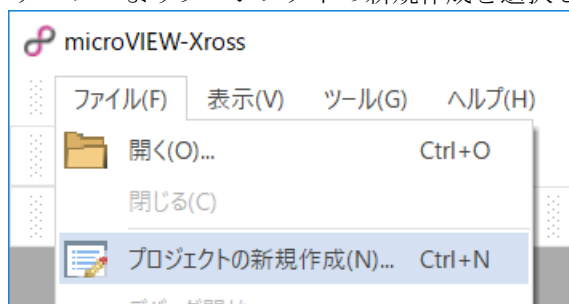 microVIEW-Xross
ファイル(F) 表示(V) ツール(G) ヘルプ(H)
開く(O)... Ctrl+O
閉じる(C)
プロジェクトの新規作成(N)... Ctrl+N